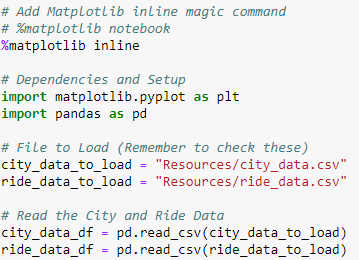 # Add Matplotlib inline magic command
# %matplotlib notebook
%matplotlib inline
# Dependencies and Setup
import matplotlib.pyplot as plt
import pandas as pd
# File to Load (Remember to check these)
city_data_to_load = "Resources/city_data.csv"
ride_data_to_load = "Resources/ride_data.csv"
# Read the City and Ride Data
city_data_df = pd.read_csv(city_data_to_load)
ride_data_df = pd.read_csv(ride_data_to_load)